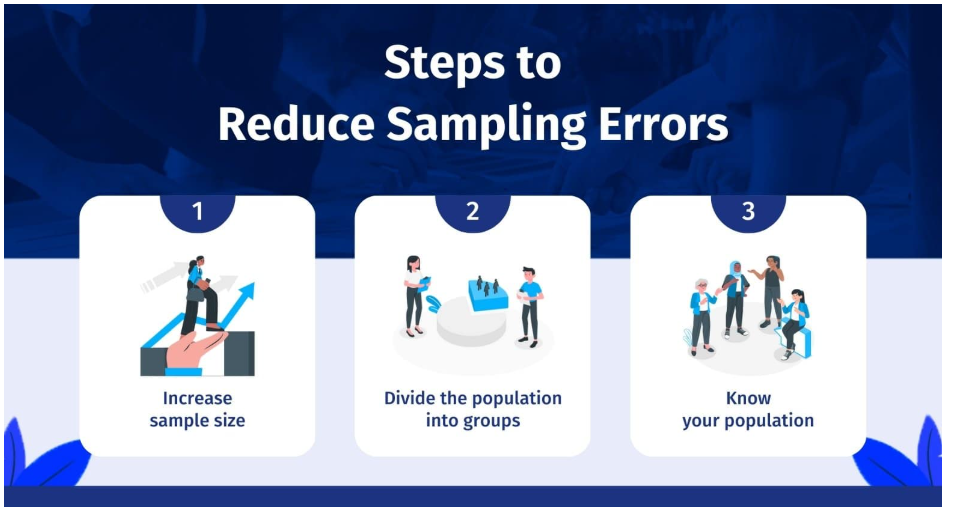 Steps to
Reduce Sampling Errors
1
Increase
sample size
2
Divide the population
into groups
3
Know
your population